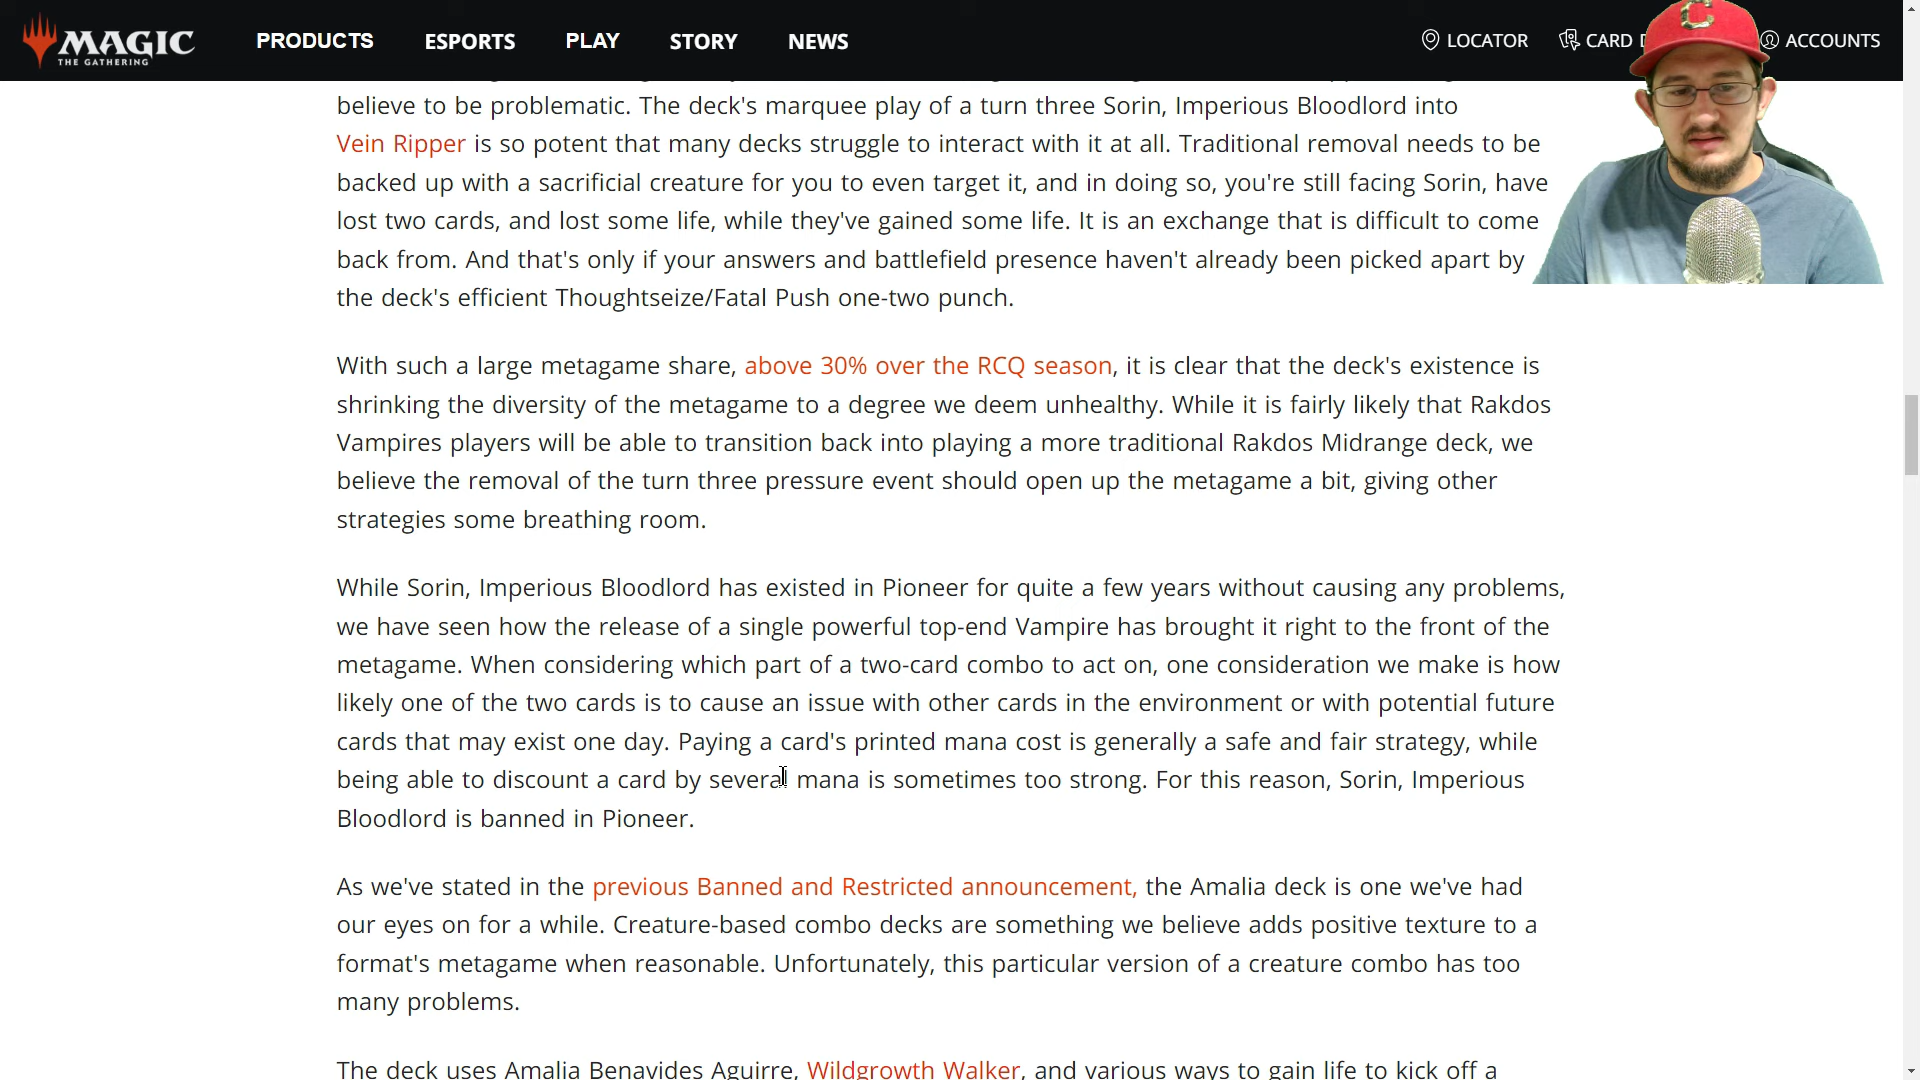 MAGIC
THE GATHERING
PRODUCTS
ESPORTS
PLAY
STORY
NEWS
LOCATOR
CARD
ACCOUNTS
C
believe to be problematic. The deck's marquee play of a turn three Sorin, Imperious Bloodlord into
Vein Ripper is so potent that many decks struggle to interact with it at all. Traditional removal needs to be
backed up with a sacrificial creature for you to even target it, and in doing so, you're still facing Sorin, have
lost two cards, and lost some life, while they've gained some life. It is an exchange that is difficult to come
back from. And that's only if your answers and battlefield presence haven't already been picked apart by
the deck's efficient Thoughtseize/Fatal Push one-two punch.
With such a large metagame share, above 30% over the RCQ season, it is clear that the deck's existence is
shrinking the diversity of the metagame to a degree we deem unhealthy. While it is fairly likely that Rakdos
Vampires players will be able to transition back into playing a more traditional Rakdos Midrange deck, we
believe the removal of the turn three pressure event should open up the metagame a bit, giving other
strategies some breathing room.
While Sorin, Imperious Bloodlord has existed in Pioneer for quite a few years without causing any problems,
we have seen how the release of a single powerful top-end Vampire has brought it right to the front of the
metagame. When considering which part of a two-card combo to act on, one consideration we make is how
likely one of the two cards is to cause an issue with other cards in the environment or with potential future
cards that may exist one day. Paying a card's printed mana cost is generally a safe and fair strategy, while
being able to discount a card by several mana is sometimes too strong. For this reason, Sorin, Imperious
Bloodlord is banned in Pioneer.
As we've stated in the previous Banned and Restricted announcement, the Amalia deck is one we've had
our eyes on for a while. Creature-based combo decks are something we believe adds positive texture to a
format's metagame when reasonable. Unfortunately, this particular version of a creature combo has too
many problems.
The deck uses Amalia Benavides Aguirre, Wildgrowth Walker, and various ways to gain life to kick off a